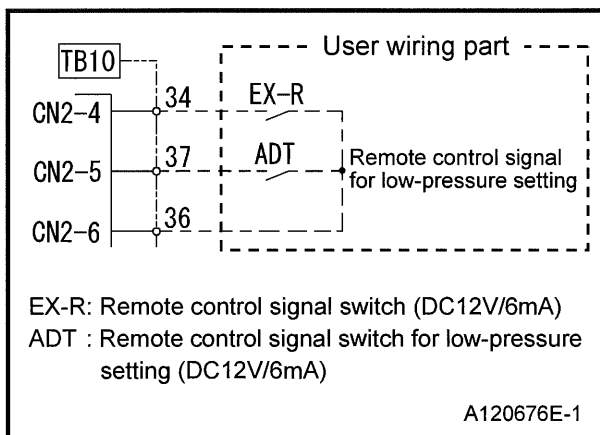 User wiring part
TB10
CN2-4 34 EX-R
CN2-5 37 ADT Remote control signal
for low-pressure setting
CN2-6 36
EX-R: Remote control signal switch (DC12V/6mA)
ADT : Remote control signal switch for low-pressure
setting (DC12V/6mA)
A120676E-1